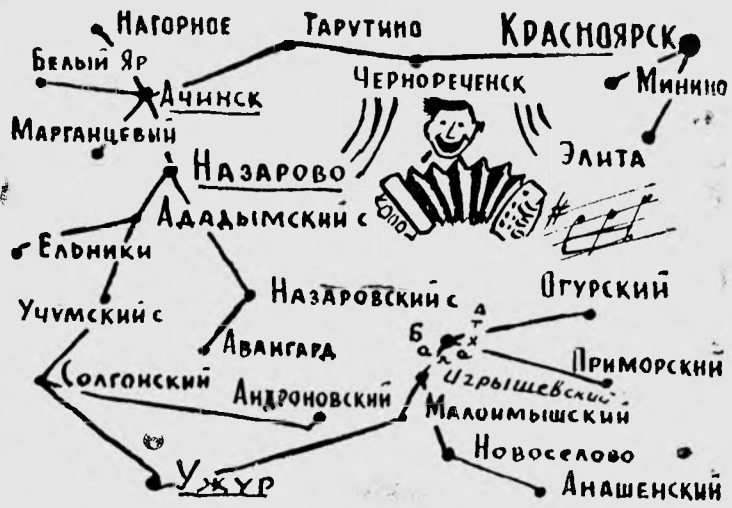 Нагорное
Тарутино
Красноярск
Белый Яр
Чернореченск
Минино
Ачинск
Марганцевый
Элита
Назарово
Ададымский с
Ельники
Огурский
Назаровский с
Учумский с
Балахта
Авангард
Приморский
Солгонский
Игрышевский
Андроновский
Малоимышский
Новоселово
Ужур
Анашенский